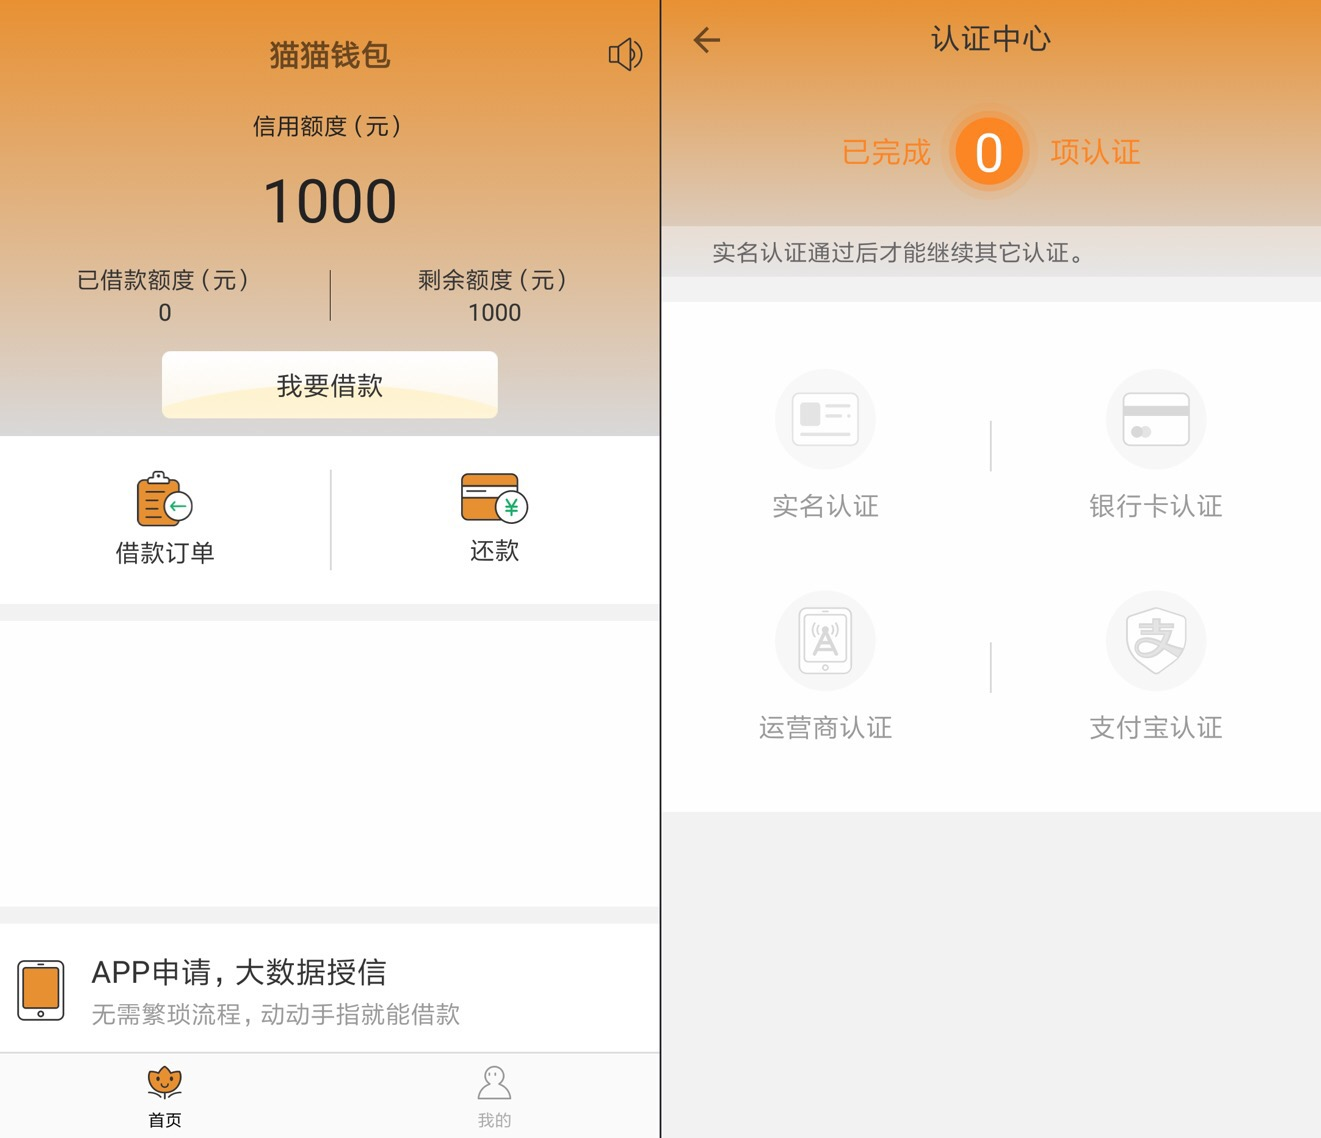 猫猫钱包
信用额度（元）
1000
已借款额度（元）
0
剩余额度（元）
1000
我要借款
借款订单
还款
¥
APP申请，大数据授信
无需繁琐流程，动动手指就能借款
首页
我的
认证中心
已完成 0 项认证
实名认证通过后才能继续其它认证。
实名认证
银行卡认证
支
运营商认证
支付宝认证